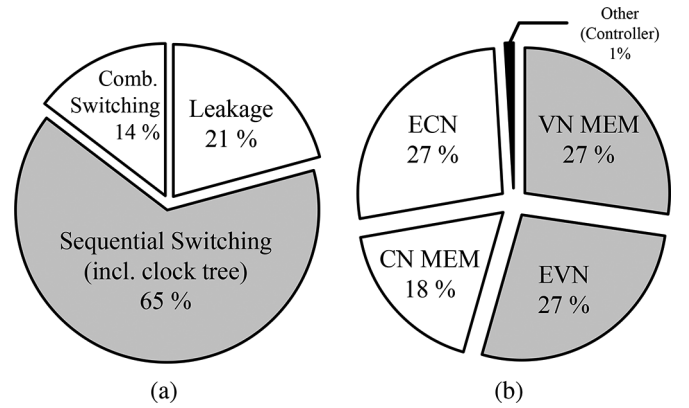 Comb.
Switching
14 %
Leakage
21 %
Sequential Switching
(incl. clock tree)
65 %
(a)
Other
(Controller)
1%
ECN
27 %
VN MEM
27 %
CN MEM
18 %
EVN
27 %
(b)